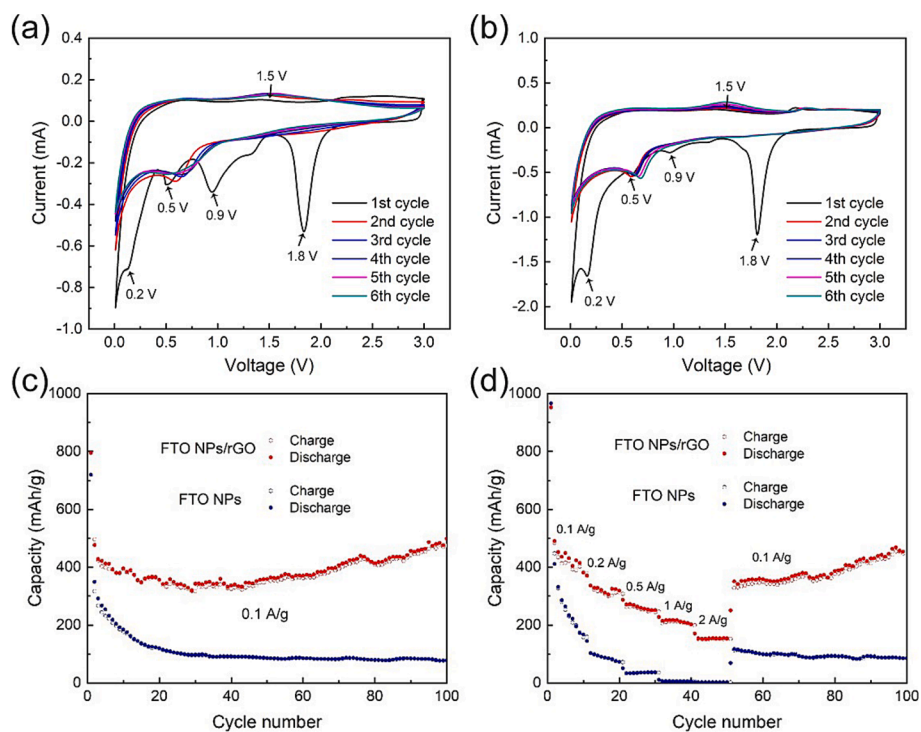 (a)
0.4
0.2
0.0
-0.2
-0.4
-0.6
-0.8
-1.0
Current (mA)
1.5 V
0.5 V
0.9 V
1.8 V
0.2 V
1st cycle
2nd cycle
3rd cycle
4th cycle
5th cycle
6th cycle
0.0 0.5 1.0 1.5 2.0 2.5 3.0
Voltage (V)
(b)
1.0
0.5
0.0
-0.5
-1.0
-1.5
-2.0
Current (mA)
1.5 V
0.5 V
0.9 V
1.8 V
0.2 V
1st cycle
2nd cycle
3rd cycle
4th cycle
5th cycle
6th cycle
0.0 0.5 1.0 1.5 2.0 2.5 3.0
Voltage (V)
(c)
1000
800
600
400
200
0
Capacity (mAh/g)
FTO NPs/rGO
Charge
Discharge
FTO NPs
Charge
Discharge
0.1 A/g
0 20 40 60 80 100
Cycle number
(d)
1000
800
600
400
200
0
Capacity (mAh/g)
FTO NPs/rGO
Charge
Discharge
FTO NPs
Charge
Discharge
0.1 A/g
0.2 A/g
0.5 A/g
1 A/g
2 A/g
0.1 A/g
0 20 40 60 80 100
Cycle number